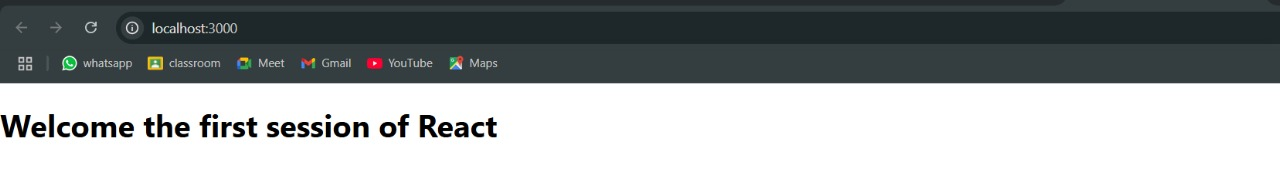 localhost:3000
whatsapp classroom Meet Gmail YouTube Maps
Welcome the first session of React